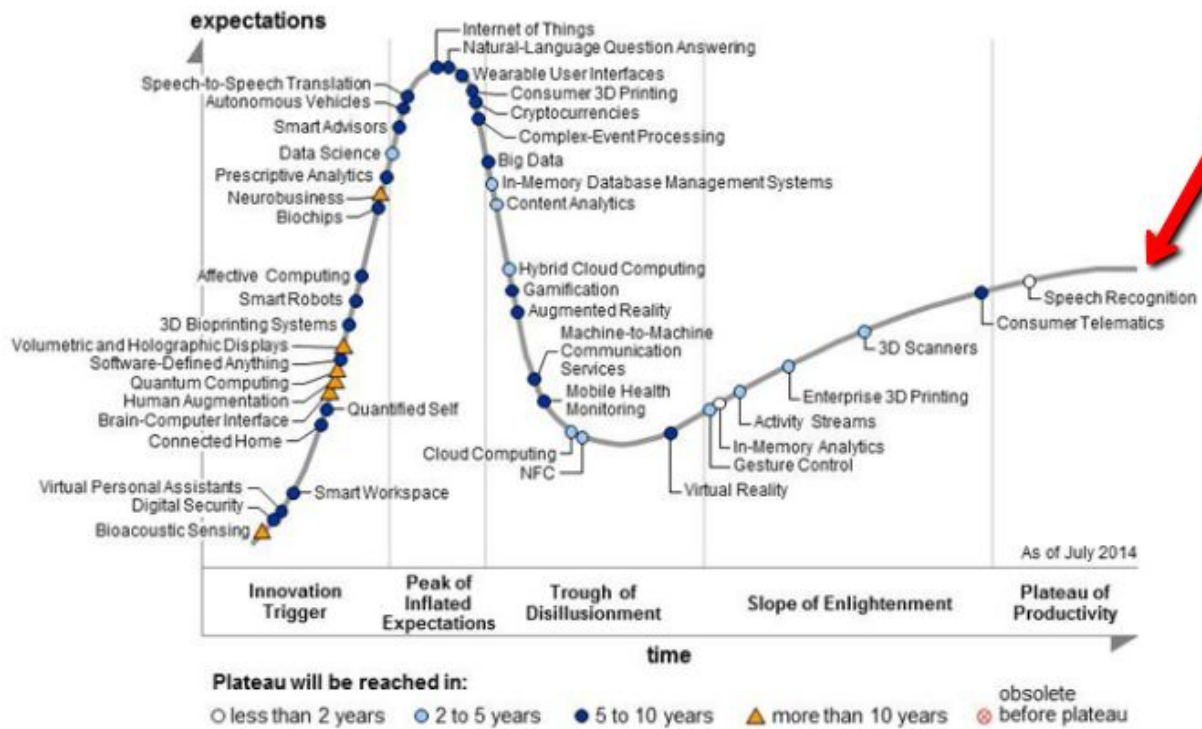 expectations
Internet of Things
Natural-Language Question Answering
Wearable User Interfaces
Speech-to-Speech Translation
Consumer 3D Printing
Autonomous Vehicles
Cryptocurrencies
Smart Advisors
Complex-Event Processing
Data Science
Big Data
Prescriptive Analytics
In-Memory Database Management Systems
Neurobusiness
Content Analytics
Biochips
Affective Computing
Hybrid Cloud Computing
Smart Robots
Gamification
3D Bioprinting Systems
Augmented Reality
Volumetric and Holographic Displays
Machine-to-Machine
Communication
Services
Software-Defined Anything
Quantum Computing
Human Augmentation
Mobile Health
Monitoring
Brain-Computer Interface
Quantified Self
Connected Home
Cloud Computing
NFC
Virtual Personal Assistants
Smart Workspace
Digital Security
Bioacoustic Sensing
Speech Recognition
Consumer Telematics
3D Scanners
Enterprise 3D Printing
Activity Streams
In-Memory Analytics
Gesture Control
Virtual Reality
As of July 2014
Innovation
Trigger
Peak of
Inflated
Expectations
Trough of
Disillusionment
Slope of Enlightenment
Plateau of
Productivity
time
Plateau will be reached in:
less than 2 years
2 to 5 years
5 to 10 years
more than 10 years
obsolete
before plateau